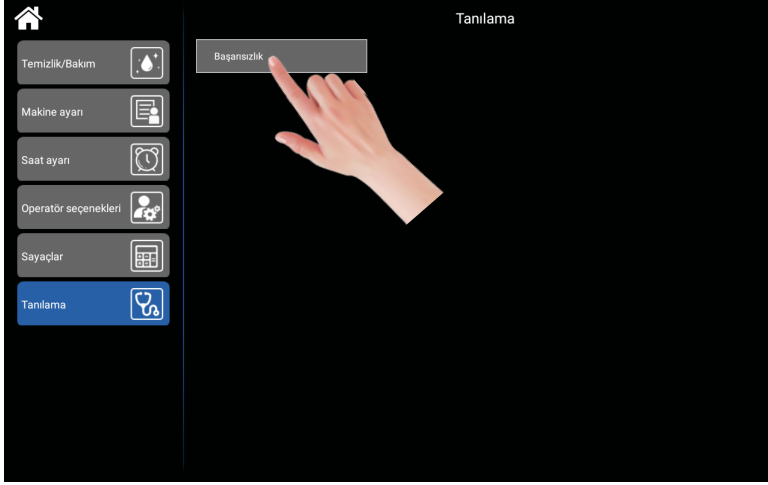 Tanılama
Temizlik/Bakım
Başarısızlık
Makine ayarı
Saat ayarı
Operatör seçenekleri
Sayaçlar
Tanılama